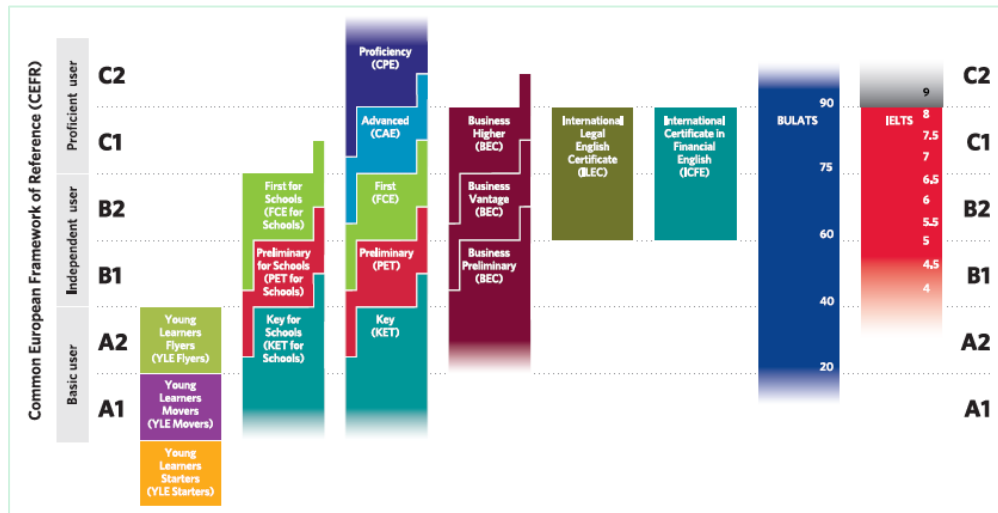 Common European Framework of Reference (CEFR)
Proficient user
Independent user
Basic user
C2
C1
B2
B1
A2
A1
Young
Learners
Flyers
(YLE Flyers)
Young
Learners
Movers
(YLE Movers)
Young
Learners
Starters
(YLE Starters)
First for
Schools
(FCE for
Schools)
Preliminary
for Schools
(PET for
Schools)
Key for
Schools
(KET for
Schools)
Proficiency
(CPE)
Advanced
(CAE)
First
(FCE)
Preliminary
(PET)
Key
(KET)
Business
Higher
(BEC)
Business
Vantage
(BEC)
Business
Preliminary
(BEC)
International
Legal
English
Certificate
(ILEC)
International
Certificate in
Financial
English
(ICFE)
BULATS
90
75
60
40
20
IELTS
9
8
7.5
7
6.5
6
5.5
5
4.5
4
C2
C1
B2
B1
A2
A1